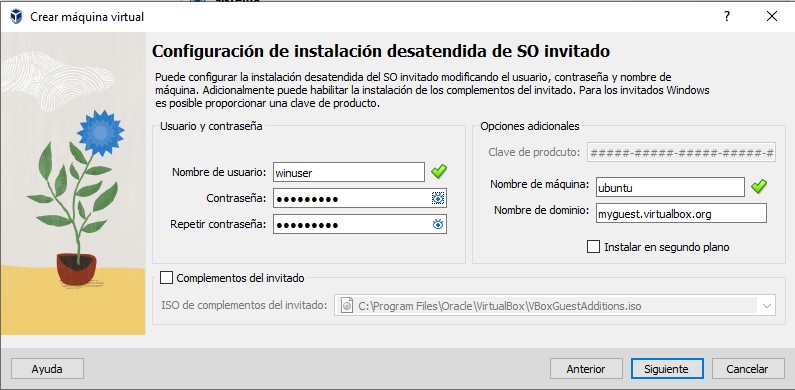 Crear máquina virtual
Configuración de instalación desatendida de SO invitado
Puede configurar la instalación desatendida del SO invitado modificando el usuario, contraseña y nombre de
máquina. Adicionalmente puede habilitar la instalación de los complementos del invitado. Para los invitados Windows
es posible proporcionar una clave de producto.
Usuario y contraseña
Nombre de usuario: winuser
Contraseña: ●●●●●●●●●
Repetir contraseña: ●●●●●●●●●
Opciones adicionales
Clave de prodcuto: #####-#####-#####-#####-#
Nombre de máquina: ubuntu
Nombre de dominio: myguest.virtualbox.org
Instalar en segundo plano
Complementos del invitado
ISO de complementos del invitado: C:\Program Files\Oracle\VirtualBox\VBoxGuestAdditions.iso
Ayuda
Anterior
Siguiente
Cancelar